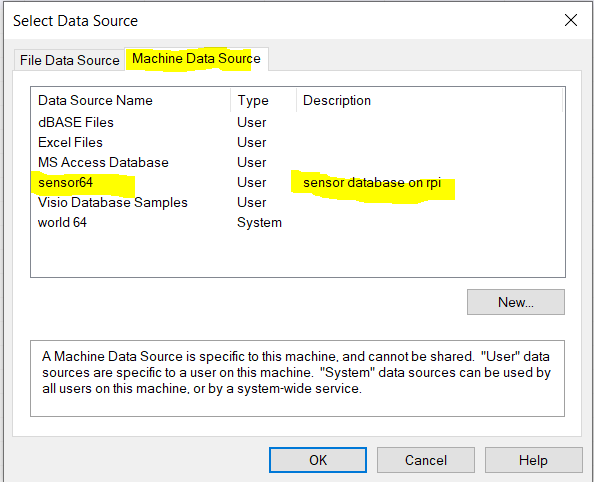 Select Data Source
File Data Source Machine Data Source
Data Source Name Type Description
dBASE Files User
Excel Files User
MS Access Database User
sensor64 User sensor database on rpi
Visio Database Samples User
world 64 System
New...
A Machine Data Source is specific to this machine, and cannot be shared. "User" data
sources are specific to a user on this machine. "System" data sources can be used by
all users on this machine, or by a system-wide service.
OK Cancel Help